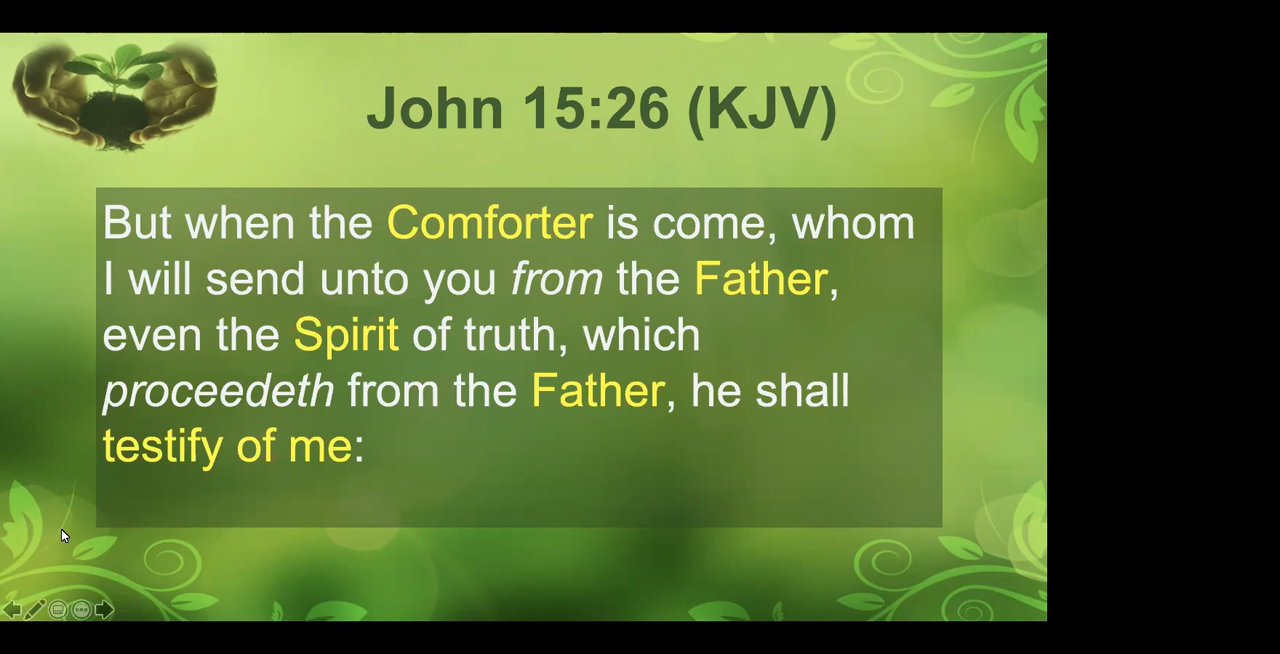 John 15:26 (KJV)
But when the Comforter is come, whom
I will send unto you from the Father,
even the Spirit of truth, which
proceedeth from the Father, he shall
testify of me: